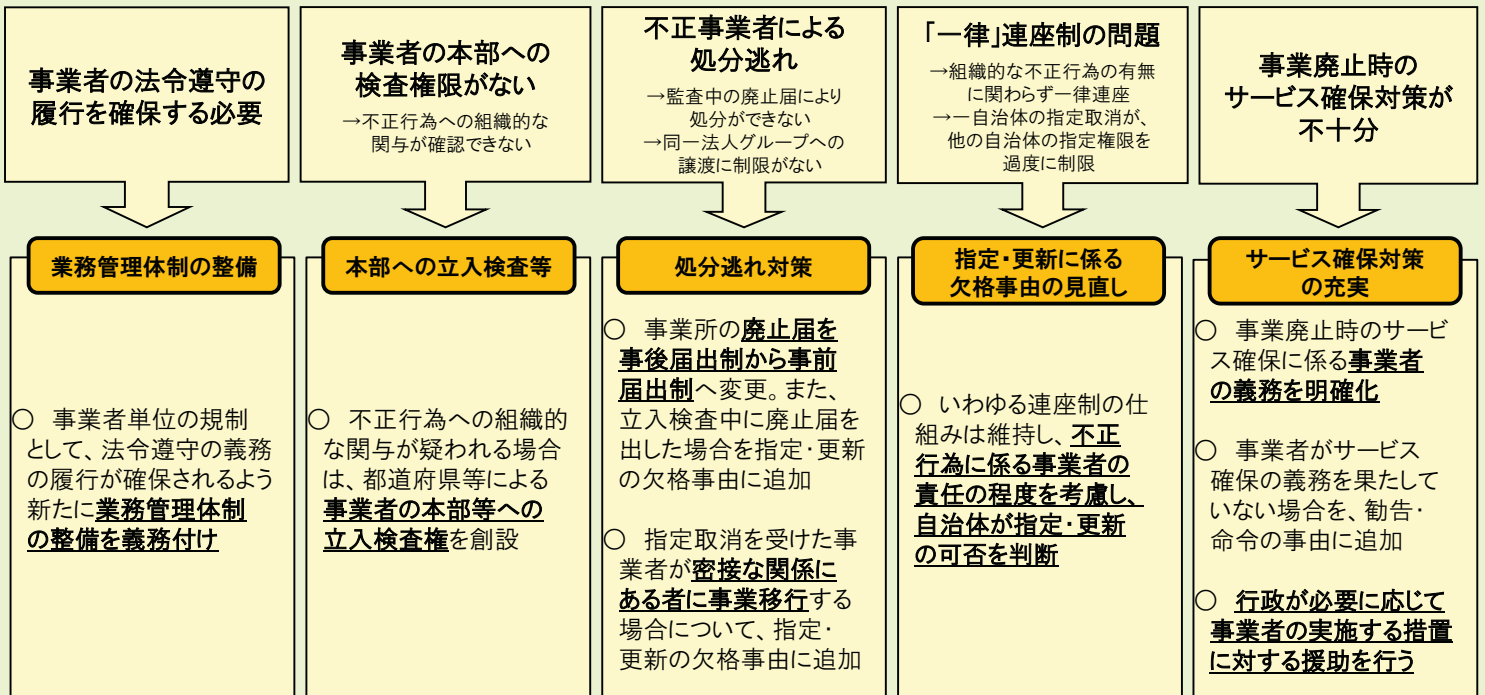 事業者の法令遵守の
履行を確保する必要
事業者の本部への
検査権限がない
→不正行為への組織的な
関与が確認できない
不正事業者による
処分逃れ
→監査中の廃止届により
処分ができない
→同一法人グループへの
譲渡に制限がない
「一律」連座制の問題
→組織的な不正行為の有無
に関わらず一律連座
→一自治体の指定取消が、
他の自治体の指定権限を
過度に制限
事業廃止時の
サービス確保対策が
不十分
業務管理体制の整備
○ 事業者単位の規制
として、法令遵守の義務
の履行が確保されるよう
新たに業務管理体制
の整備を義務付け
本部への立入検査等
○ 不正行為への組織的
な関与が疑われる場合
は、都道府県等による
事業者の本部等への
立入検査権を創設
処分逃れ対策
○ 事業所の廃止届を
事後届出制から事前
届出制へ変更。また、
立入検査中に廃止届を
出した場合を指定・更新
の欠格事由に追加
○ 指定取消を受けた事
業者が密接な関係に
ある者に事業移行する
場合について、指定・
更新の欠格事由に追加
指定・更新に係る
欠格事由の見直し
○ いわゆる連座制の仕
組みは維持し、不正
行為に係る事業者の
責任の程度を考慮し、
自治体が指定・更新
の可否を判断
サービス確保対策
の充実
○ 事業廃止時のサービ
ス確保に係る事業者
の義務を明確化
○ 事業者がサービス
確保の義務を果たして
いない場合を、勧告・
命令の事由に追加
○ 行政が必要に応じて
事業者の実施する措置
に対する援助を行う